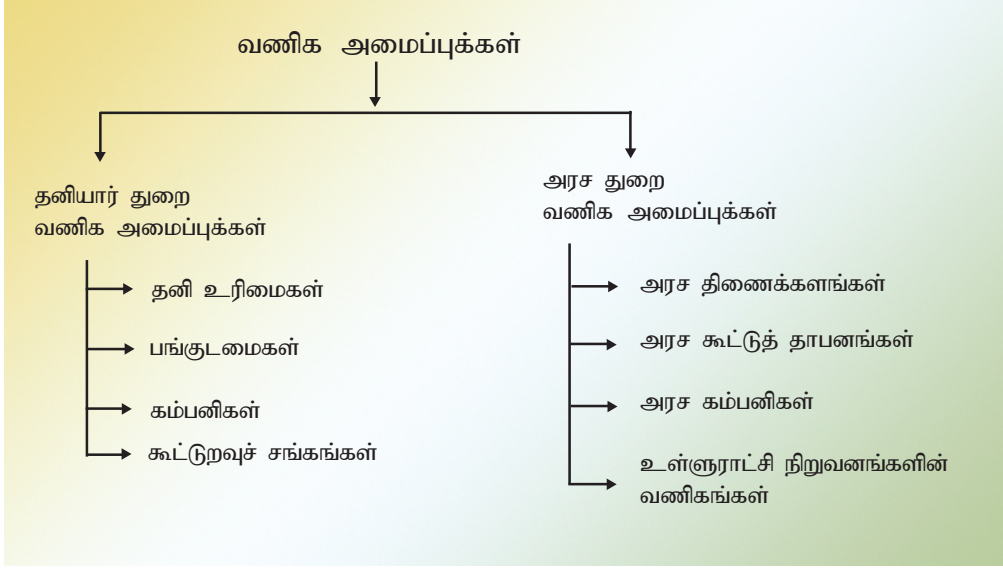 வணிக அமைப்புக்கள்
தனியார் துறை
வணிக அமைப்புக்கள்
தனி உரிமைகள்
பங்குடமைகள்
கம்பனிகள்
கூட்டுறவுச் சங்கங்கள்
அரச துறை
வணிக அமைப்புக்கள்
அரச திணைக்களங்கள்
அரச கூட்டுத் தாபனங்கள்
அரச கம்பனிகள்
உள்ளுராட்சி நிறுவனங்களின்
வணிகங்கள்